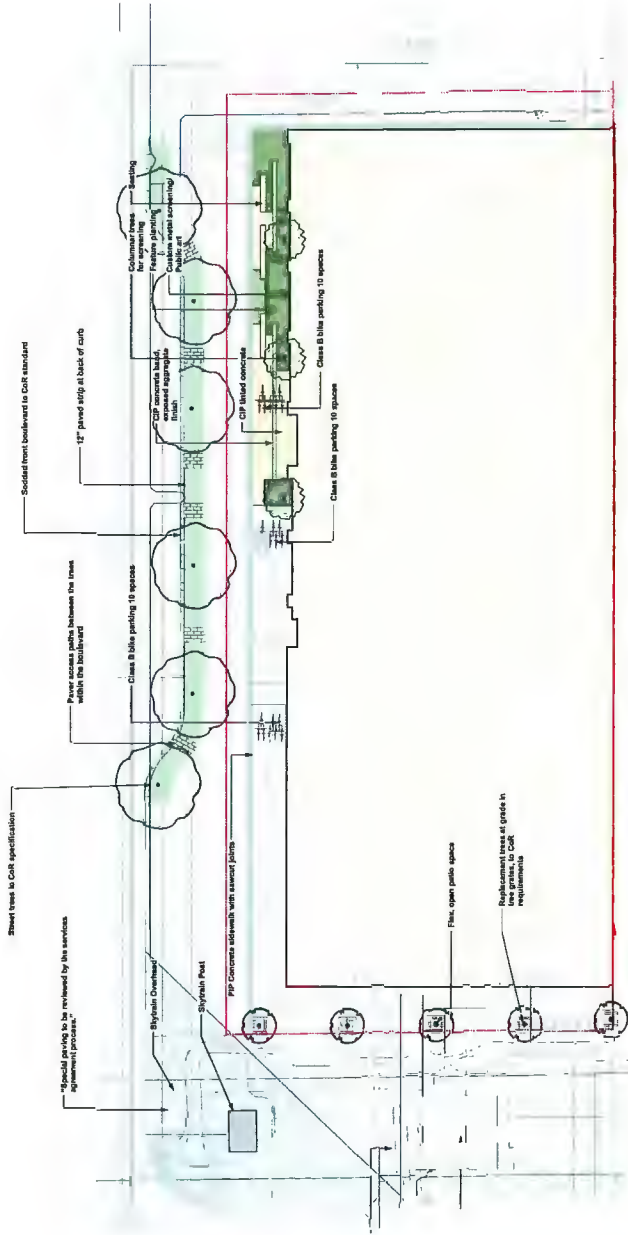 "Special paving to be reviewed by the services
agreement process."
Skytrain Overhead
Skytrain Post
Street trees to CoR specification
Paver access paths between the trees
within the boulevard
Class B bike parking 10 spaces
PIP Concrete sidewalk with sawcut joints
Sodded front boulevard to CoR standard
12" paved strip at back of curb
CIP concrete band,
exposed aggregate
finish
CIP tinted concrete
Class B bike parking 10 spaces
Class B bike parking 10 spaces
Columnar trees
for screening
Feature planting
Custom metal screening/
Public art
Seating
Flex, open patio space
Replacement trees at grade in
tree grates, to CoR
requirements